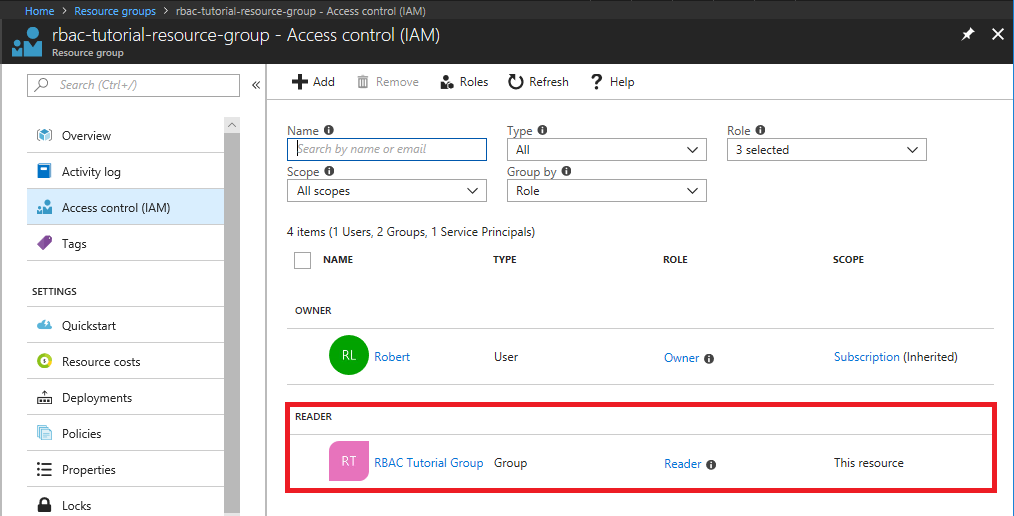 Home > Resource groups > rbac-tutorial-resource-group - Access control (IAM)
rbac-tutorial-resource-group - Access control (IAM)
Resource group
Search (Ctrl+/)
Overview
Activity log
Access control (IAM)
Tags
SETTINGS
Quickstart
Resource costs
Deployments
Policies
Properties
Locks
Add Remove Roles Refresh ? Help
Name Type Role
Search by name or email All 3 selected
Scope Group by
All scopes Role
4 items (1 Users, 2 Groups, 1 Service Principals)
NAME TYPE ROLE SCOPE
OWNER
RL Robert User Owner Subscription (Inherited)
READER
RT RBAC Tutorial Group Group Reader This resource